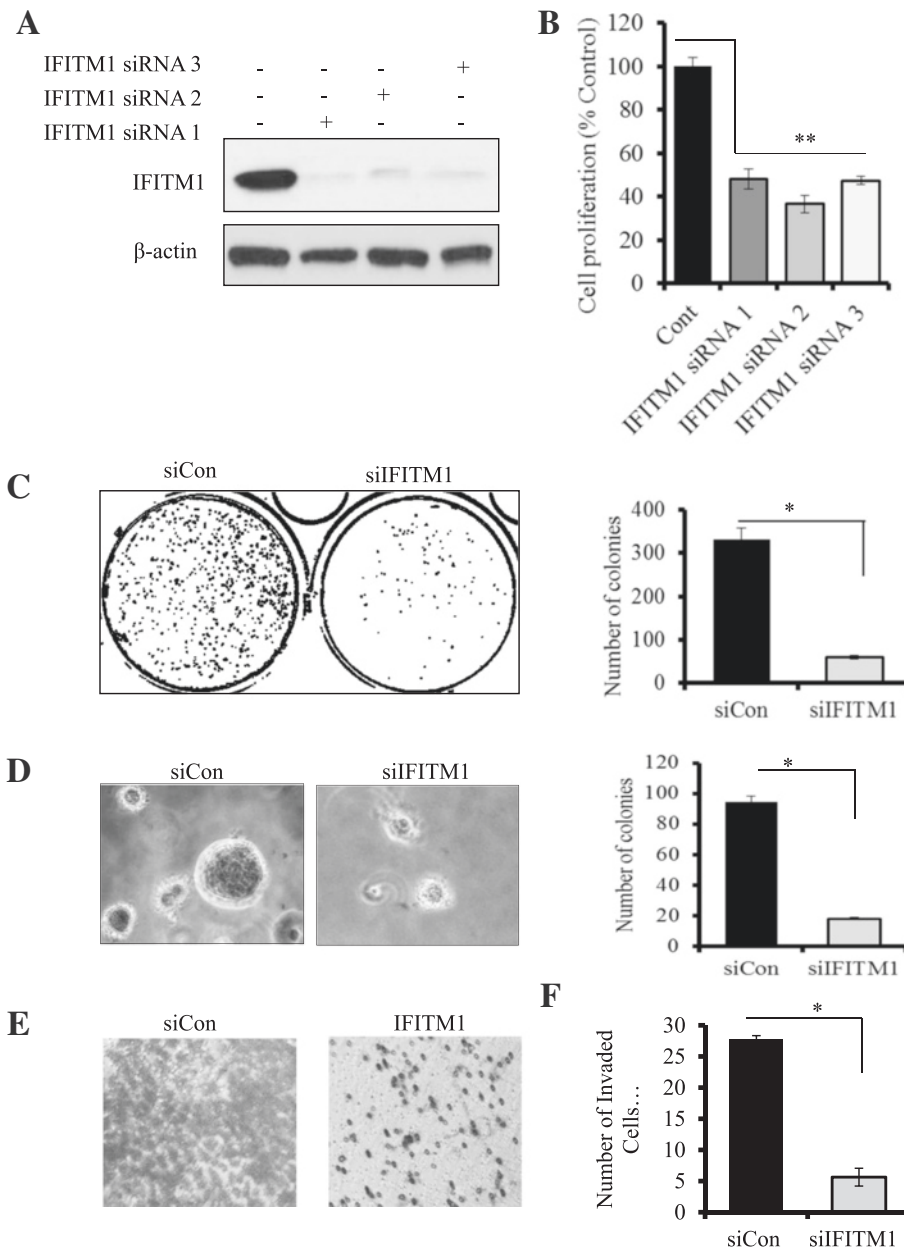 A
IFITM1 siRNA 3 - - - +
IFITM1 siRNA 2 - - + -
IFITM1 siRNA 1 - + - -
IFITM1
β-actin
B
Cell proliferation (% Control)
120
100
80
60
40
20
0
**
Cont
IFITM1 siRNA 1
IFITM1 siRNA 2
IFITM1 siRNA 3
C
siCon
siIFITM1
Number of colonies
400
300
200
100
0
*
siCon
siIFITM1
D
siCon
siIFITM1
Number of colonies
120
100
80
60
40
20
0
*
siCon
siIFITM1
E
siCon
IFITM1
F
Number of Invaded
Cells…
30
25
20
15
10
5
0
*
siCon
siIFITM1